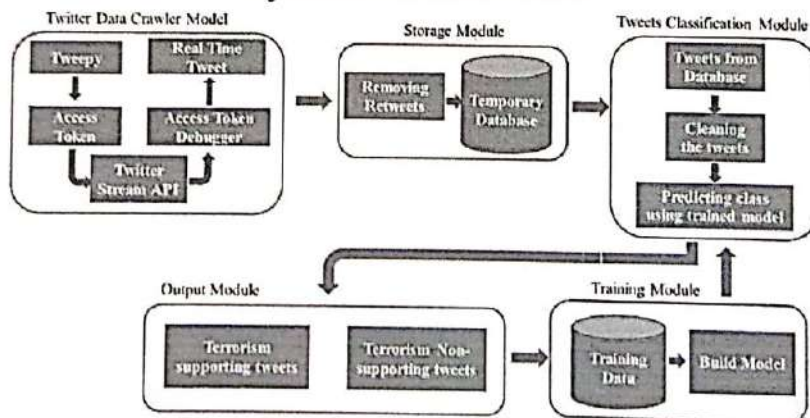 Twitter Data Crawler Model
Tweepy
Access
Token
Twitter
Stream API
Access Token
Debugger
Real Time
Tweet
Storage Module
Removing
Retweets
Temporary
Database
Tweets Classification Module
Tweets from
Database
Cleaning
the tweets
Predicting class
using trained model
Output Module
Terrorism
supporting tweets
Terrorism Non-
supporting tweets
Training Module
Training
Data
Build Model